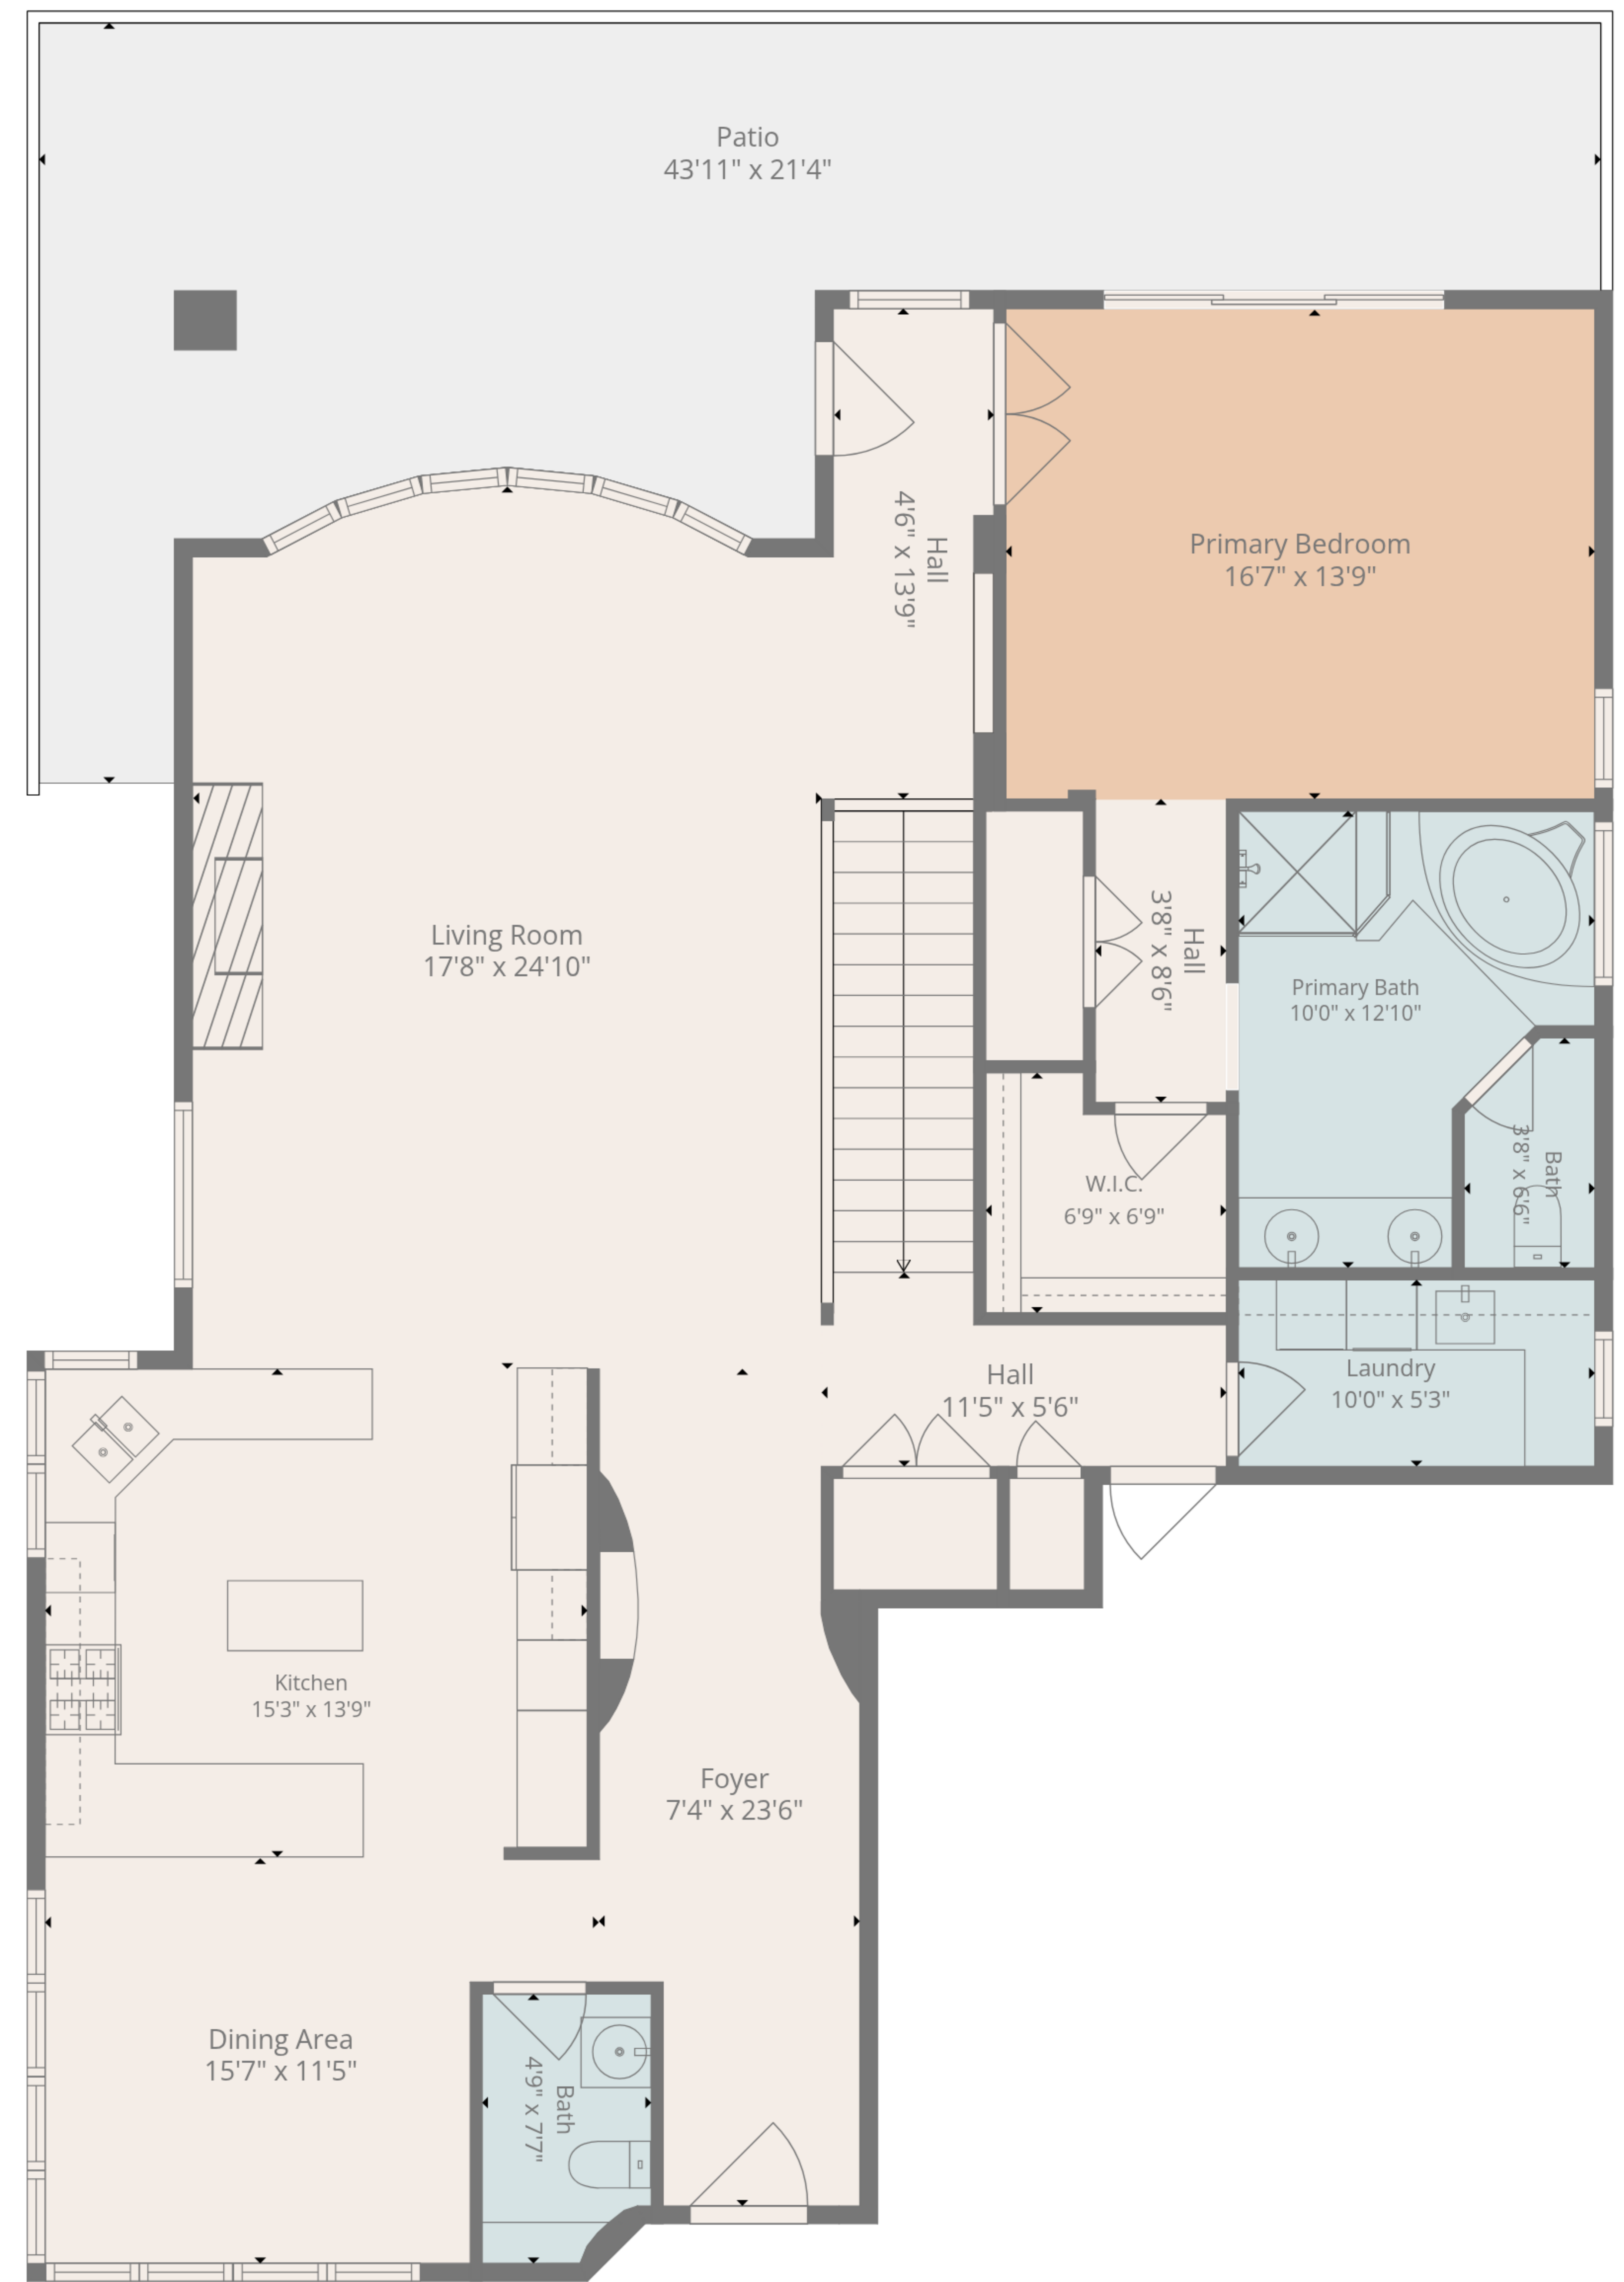 Patio
43'11" x 21'4"
Hall
4'6" x 13'9"
Primary Bedroom
16'7" x 13'9"
Living Room
17'8" x 24'10"
Hall
3'8" x 8'6"
Primary Bath
10'0" x 12'10"
Bath
3'8" x 6'6"
W.I.C.
6'9" x 6'9"
Hall
11'5" x 5'6"
Laundry
10'0" x 5'3"
Kitchen
15'3" x 13'9"
Foyer
7'4" x 23'6"
Dining Area
15'7" x 11'5"
Bath
4'9" x 7'7"